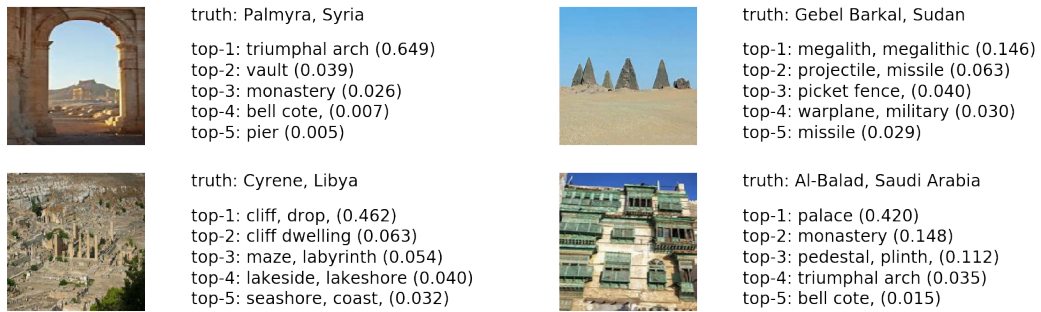 truth: Palmyra, Syria
top-1: triumphal arch (0.649)
top-2: vault (0.039)
top-3: monastery (0.026)
top-4: bell cote, (0.007)
top-5: pier (0.005)
truth: Gebel Barkal, Sudan
top-1: megalith, megalithic (0.146)
top-2: projectile, missile (0.063)
top-3: picket fence, (0.040)
top-4: warplane, military (0.030)
top-5: missile (0.029)
truth: Cyrene, Libya
top-1: cliff, drop, (0.462)
top-2: cliff dwelling (0.063)
top-3: maze, labyrinth (0.054)
top-4: lakeside, lakeshore (0.040)
top-5: seashore, coast, (0.032)
truth: Al-Balad, Saudi Arabia
top-1: palace (0.420)
top-2: monastery (0.148)
top-3: pedestal, plinth, (0.112)
top-4: triumphal arch (0.035)
top-5: bell cote, (0.015)